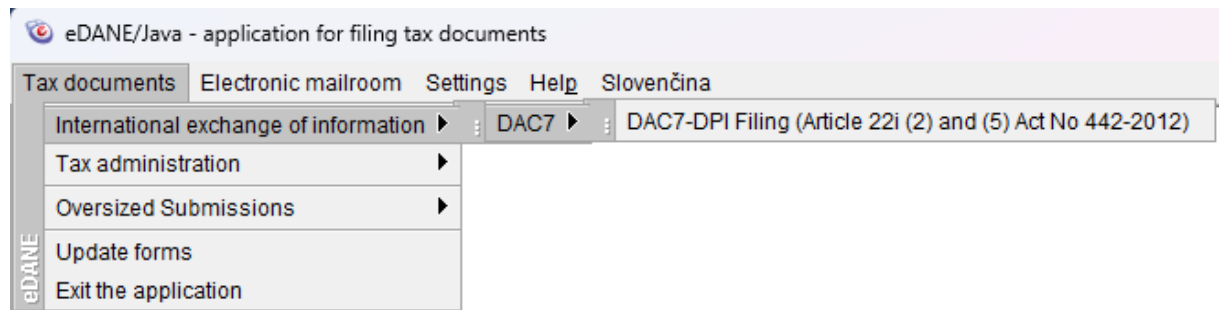 eDANE/Java - application for filing tax documents
Tax documents Electronic mailroom Settings Help Slovenčina
International exchange of information DAC7 DAC7-DPI Filing (Article 22i (2) and (5) Act No 442-2012)
Tax administration
Oversized Submissions
Update forms
Exit the application
eDANE